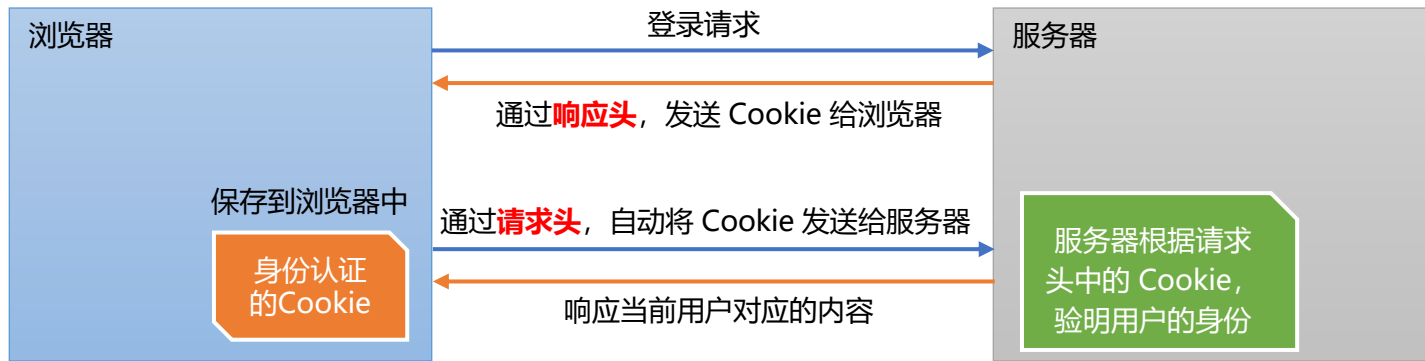 浏览器
登录请求
服务器
通过响应头，发送 Cookie 给浏览器
保存到浏览器中
通过请求头，自动将 Cookie 发送给服务器
身份认证
的Cookie
服务器根据请求
头中的 Cookie，
验明用户的身份
响应当前用户对应的内容